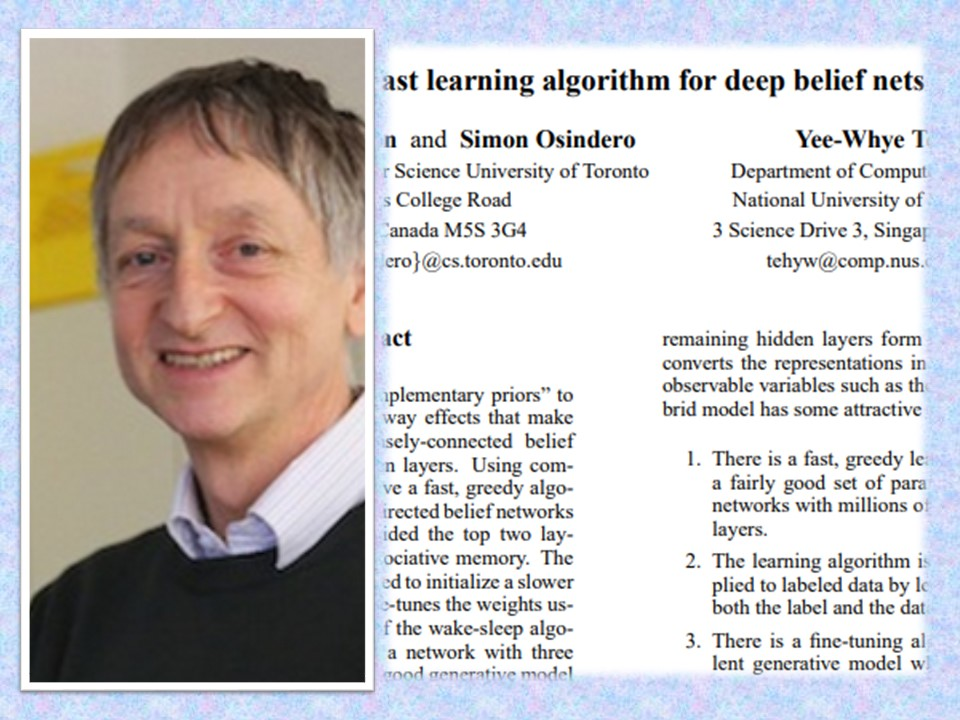 ast learning algorithm for deep belief nets
n and Simon Osindero
r Science University of Toronto
s College Road
Canada M5S 3G4
ero}@cs.toronto.edu
Yee-Whye T
Department of Comput
National University of
3 Science Drive 3, Singap
tehyw@comp.nus.
act
nplementary priors” to
way effects that make
sely-connected belief
n layers. Using com-
ve a fast, greedy algo-
irected belief networks
ided the top two lay-
ociative memory. The
ed to initialize a slower
e-tunes the weights us-
f the wake-sleep algo-
a network with three
good generative model
remaining hidden layers form
converts the representations in
observable variables such as the
brid model has some attractive
1. There is a fast, greedy lea
a fairly good set of para
networks with millions of
layers.
2. The learning algorithm is
plied to labeled data by le
both the label and the dat
3. There is a fine-tuning al
lent generative model w